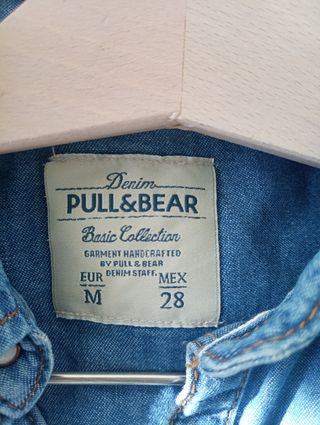 Denim
PULL&BEAR
Basic Collection
GARMENT HANDCRAFTED
BY PULL & BEAR
DENIM STAFF.
EUR MEX
M 28